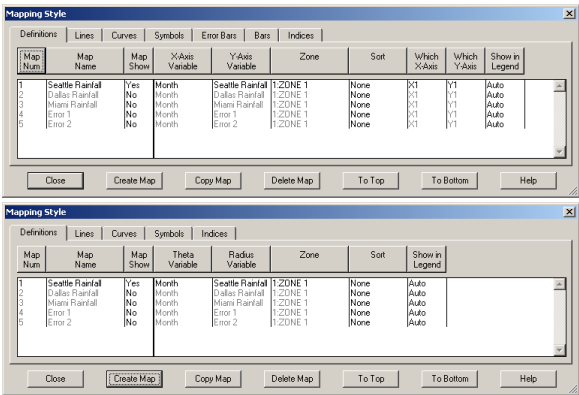 Mapping Style
Definitions Lines Curves Symbols Error Bars Bars Indices
Map Num Map Name Map Show X-Axis Variable Y-Axis Variable Zone Sort Which X-Axis Which Y-Axis Show in Legend
1 Seattle Rainfall Yes Month Seattle Rainfall 1:ZONE 1 None X1 Y1 Auto
2 Dallas Rainfall No Month Dallas Rainfall 1:ZONE 1 None X1 Y1 Auto
3 Miami Rainfall No Month Miami Rainfall 1:ZONE 1 None X1 Y1 Auto
4 Error 1 No Month Error 1 1:ZONE 1 None X1 Y1 Auto
5 Error 2 No Month Error 2 1:ZONE 1 None X1 Y1 Auto
Close Create Map Copy Map Delete Map To Top To Bottom Help
Mapping Style
Definitions Lines Curves Symbols Indices
Map Num Map Name Map Show Theta Variable Radius Variable Zone Sort Show in Legend
1 Seattle Rainfall Yes Month Seattle Rainfall 1:ZONE 1 None Auto
2 Dallas Rainfall No Month Dallas Rainfall 1:ZONE 1 None Auto
3 Miami Rainfall No Month Miami Rainfall 1:ZONE 1 None Auto
4 Error 1 No Month Error 1 1:ZONE 1 None Auto
5 Error 2 No Month Error 2 1:ZONE 1 None Auto
Close Create Map Copy Map Delete Map To Top To Bottom Help